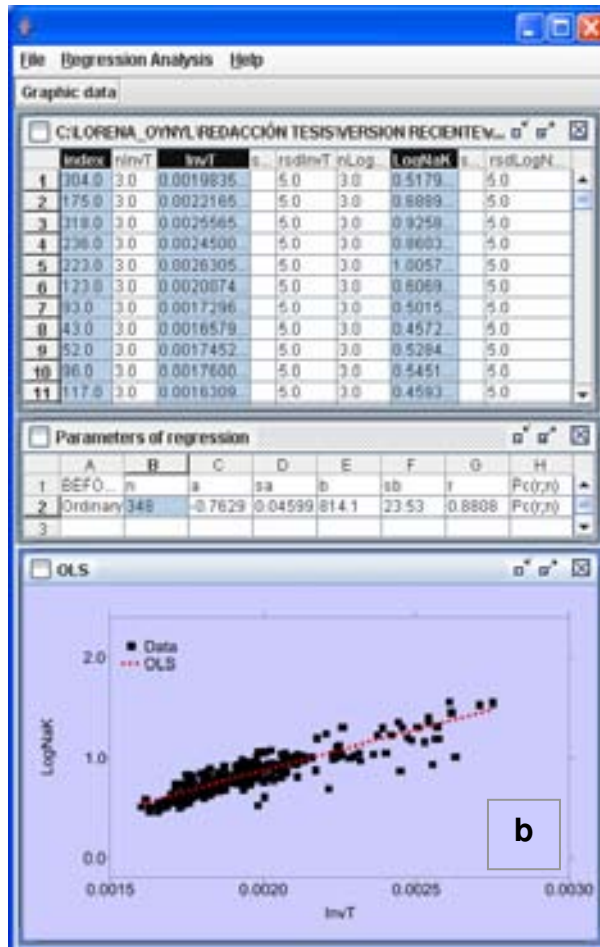 File Regression Analysis Help
Graphic data
C:\LORENA_OYNYL\REDACCIÓN TESIS\VERSION RECIENTE\v...
Index nInvT InvT s... rsdInvT nLog... LogNaK s... rsdLogN...
1 304.0 3.0 0.0019835... 5.0 3.0 0.5179... 5.0
2 175.0 3.0 0.0022165... 5.0 3.0 5.0
3 318.0 3.0 0.0025565... 5.0 3.0 0.9258... 5.0
4 236.0 3.0 0.0024500... 5.0 3.0 0.8603... 5.0
5 223.0 3.0 0.0026305... 5.0 3.0 1.0057... 5.0
6 123.0 3.0 0.0020074... 5.0 3.0 0.6069... 5.0
7 93.0 3.0 0.0017296... 5.0 3.0 0.5015... 5.0
8 43.0 3.0 0.0016579... 5.0 3.0 0.4572... 5.0
9 52.0 3.0 0.0017452... 5.0 3.0 0.5284... 5.0
10 96.0 3.0 0.0017600... 5.0 3.0 0.5451... 5.0
11 117.0 3.0 0.0016309... 5.0 3.0 0.4593... 5.0
Parameters of regression
A B C D E F G H
1 BEFO... n a sa b sb r Pc(r;n)
2 Ordinary 348 -0.7629 0.04599 814.1 23.53 0.8808 Pc(r;n)
3
OLS
Data
OLS
2.0
1.0
0.0
LogNaK
b
0.0015 0.0020 0.0025 0.0030
InvT